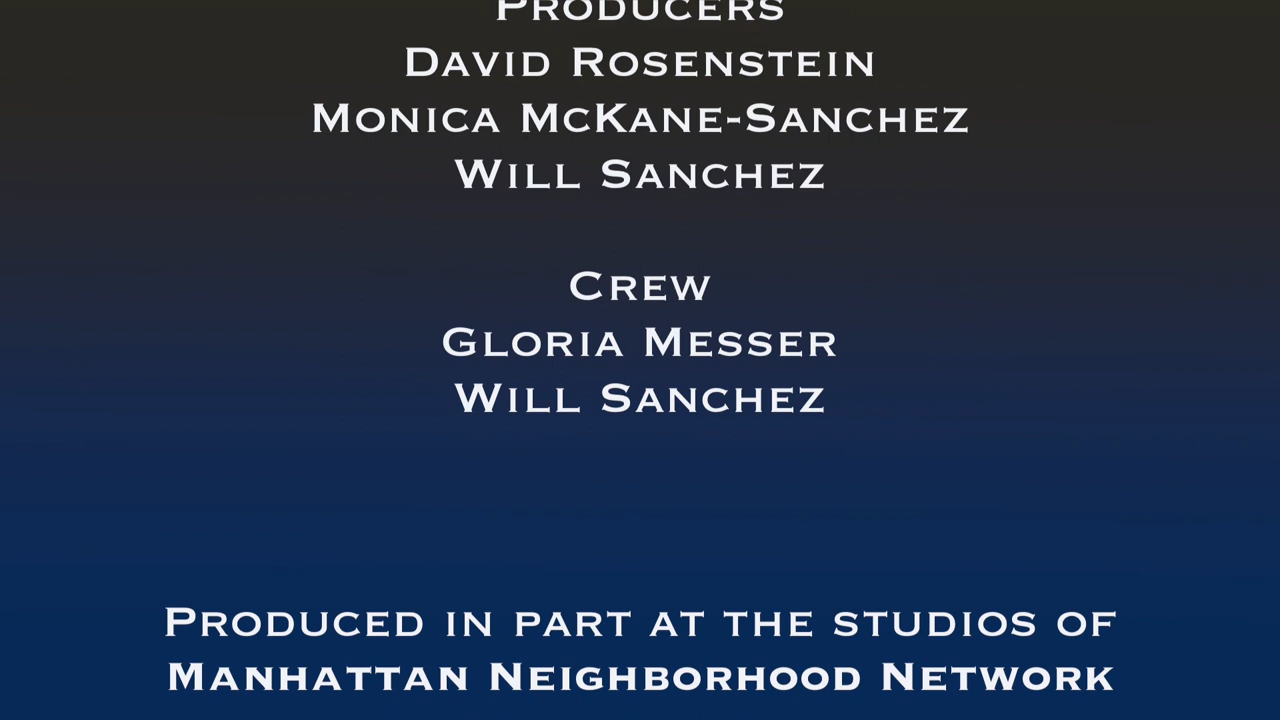 PRODUCERS
DAVID ROSENSTEIN
MONICA MCKANE-SANCHEZ
WILL SANCHEZ
CREW
GLORIA MESSER
WILL SANCHEZ
PRODUCED IN PART AT THE STUDIOS OF
MANHATTAN NEIGHBORHOOD NETWORK